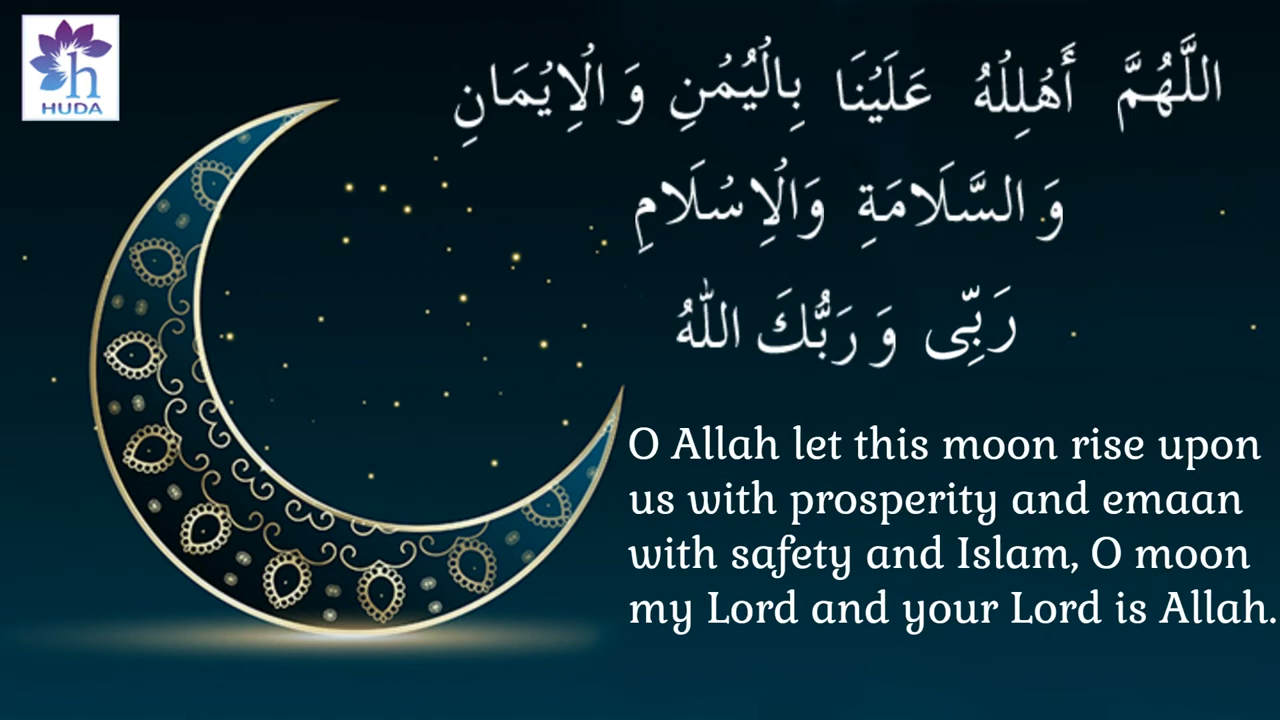 h
HUDA
اللَّهُمَّ أَهْلِلْهُ عَلَيْنَا بِالْيُمْنِ وَ الْاِيْمَانِ
وَ السَّلَامَةِ وَالْاِسْلَامِ
رَبِّى وَ رَبُّكَ اللّٰهُ
O Allah let this moon rise upon
us with prosperity and emaan
with safety and Islam, O moon
my Lord and your Lord is Allah.